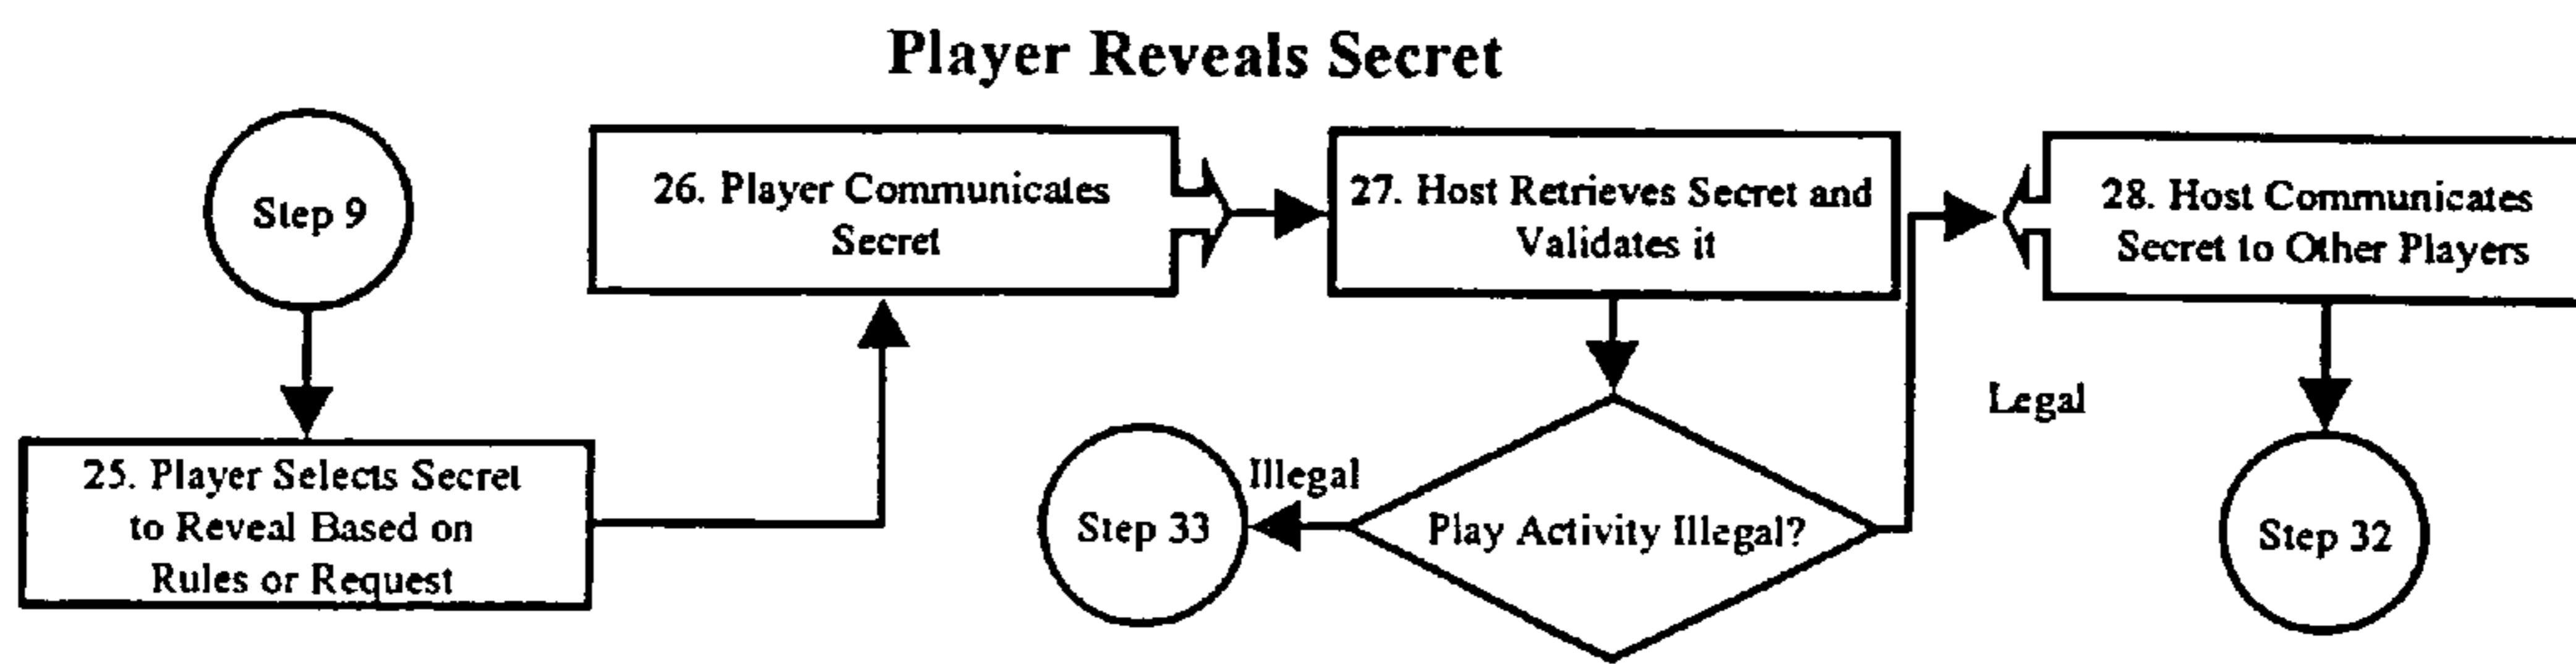 Player Reveals Secret
Step 9
26. Player Communicates
Secret
27. Host Retrieves Secret and
Validates it
28. Host Communicates
Secret to Other Players
Legal
25. Player Selects Secret
to Reveal Based on
Rules or Request
Illegal
Step 33
Play Activity Illegal?
Step 32